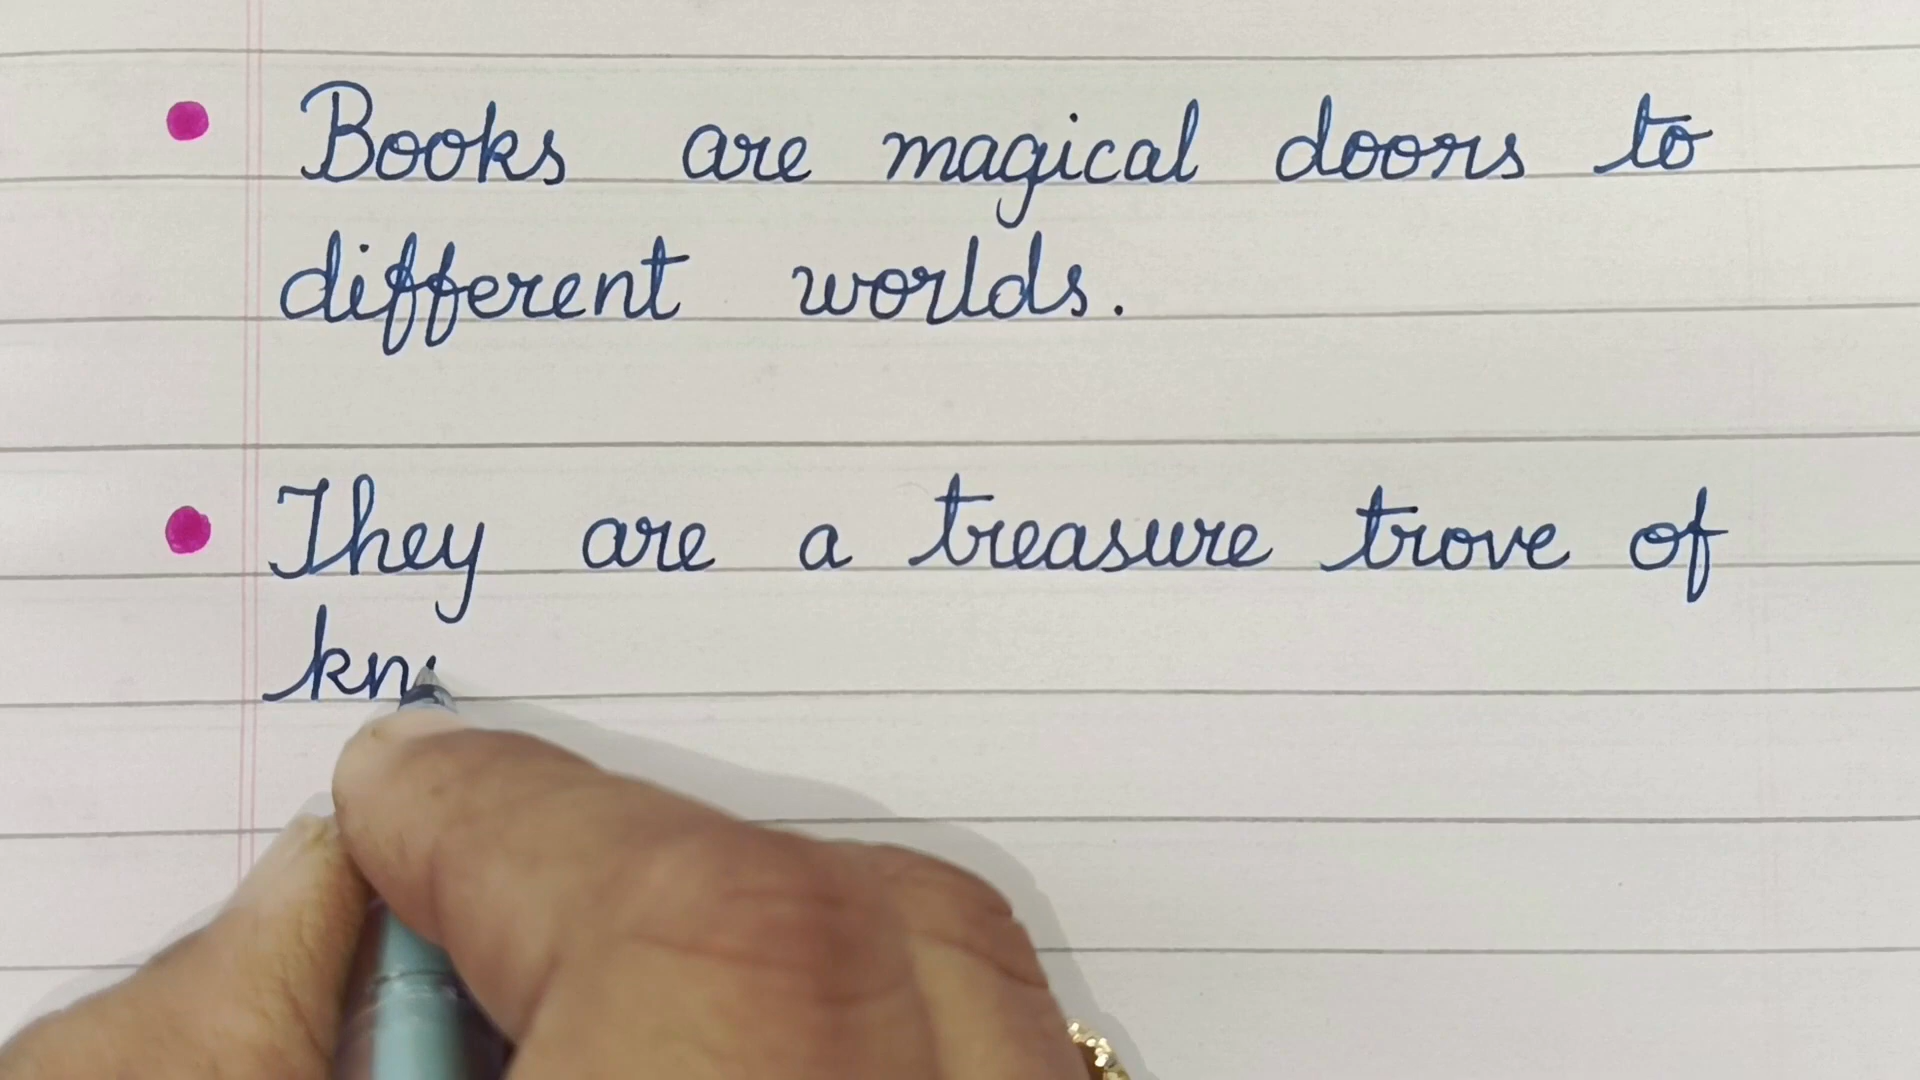 Books are magical doors to
different worlds.
They are a treasure trove of
kn